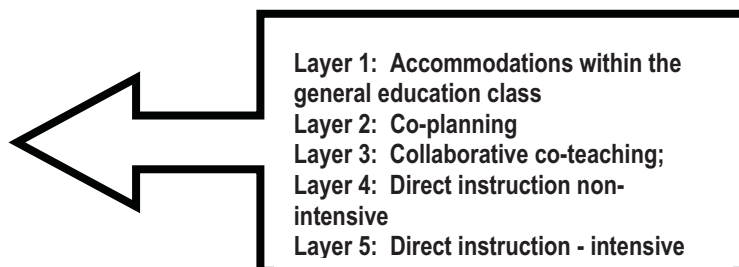 Layer 1: Accommodations within the
general education class
Layer 2: Co-planning
Layer 3: Collaborative co-teaching;
Layer 4: Direct instruction non-
intensive
Layer 5: Direct instruction - intensive